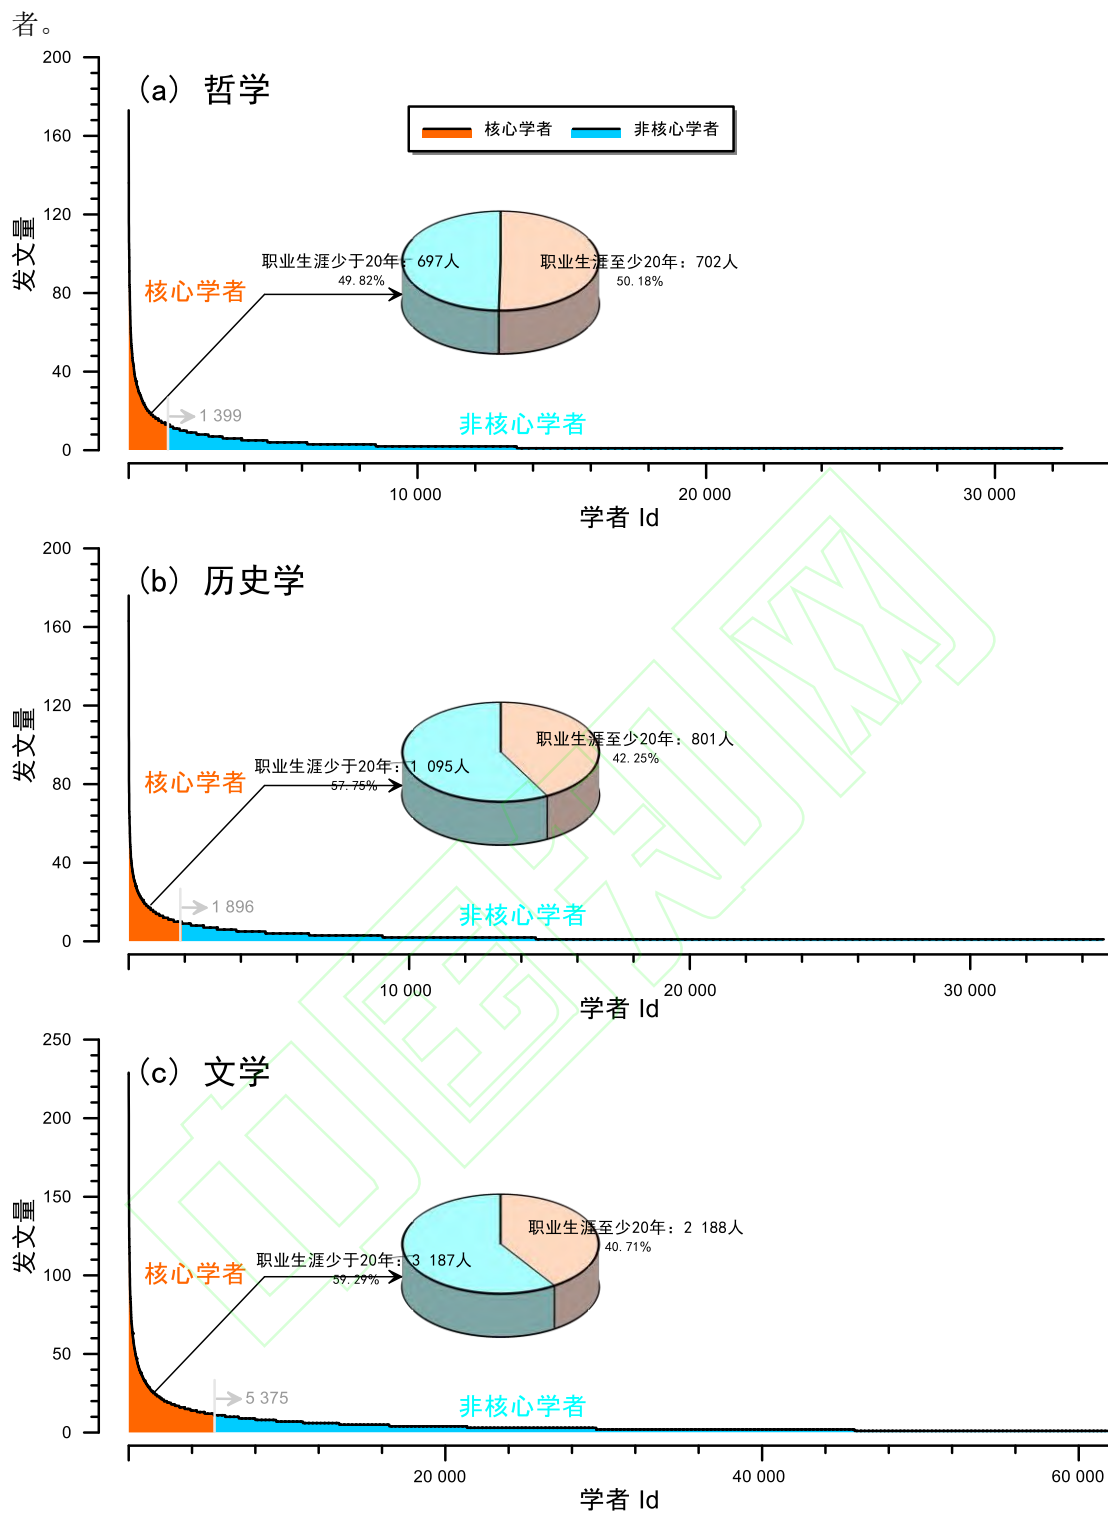 者。
200
(a) 哲学
160
核心学者
非核心学者
120
发文量
职业生涯少于20年: 697人
49.82%
职业生涯至少20年: 702人
50.18%
80
核心学者
40
1 399
非核心学者
0
10 000
20 000
30 000
学者 Id
200
(b) 历史学
160
120
发文量
职业生涯至少20年: 801人
42.25%
职业生涯少于20年: 1 095人
57.75%
80
核心学者
40
1 896
非核心学者
0
10 000
20 000
30 000
学者 Id
250
(c) 文学
200
150
发文量
职业生涯至少20年: 2 188人
40.71%
职业生涯少于20年: 3 187人
59.29%
100
核心学者
50
5 375
非核心学者
0
20 000
40 000
60 000
学者 Id
中国知网